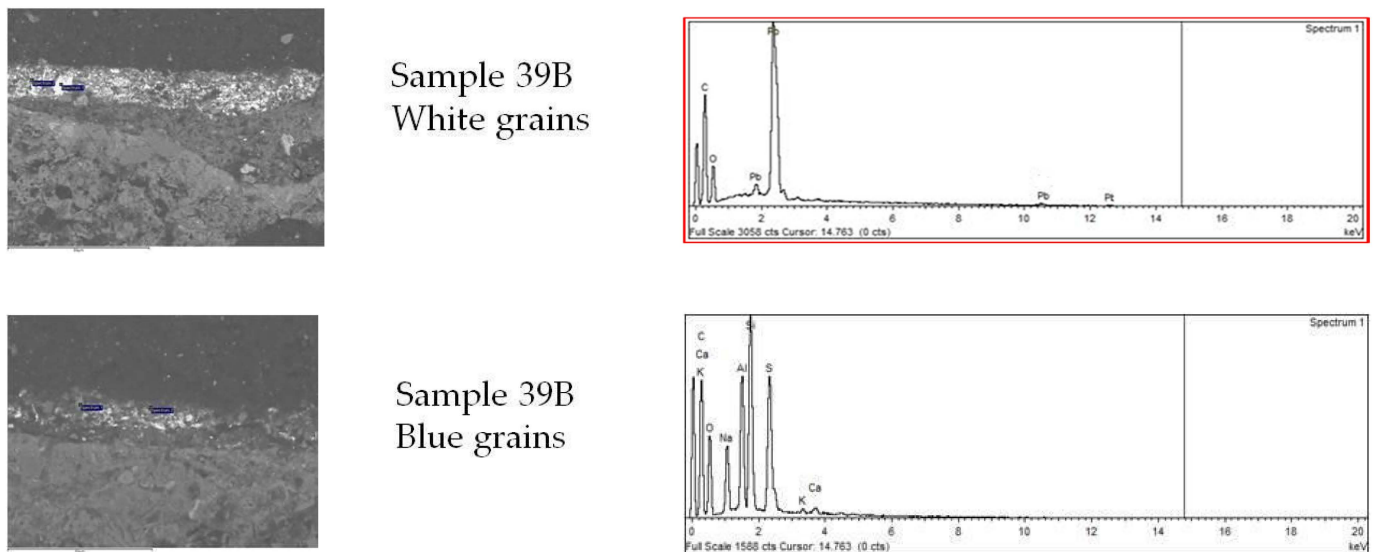 Sample 39B
White grains
Spectrum 1
Pb
C
O
Pb
Pb
Pt
0 2 4 6 8 10 12 14 16 18 20
Full Scale 3058 cts Cursor: 14.763 (0 cts)
keV
Sample 39B
Blue grains
Spectrum 1
C
Ca
K
O
Na
Al
Si
S
K
Ca
0 2 4 6 8 10 12 14 16 18 20
Full Scale 1588 cts Cursor: 14.763 (0 cts)
keV